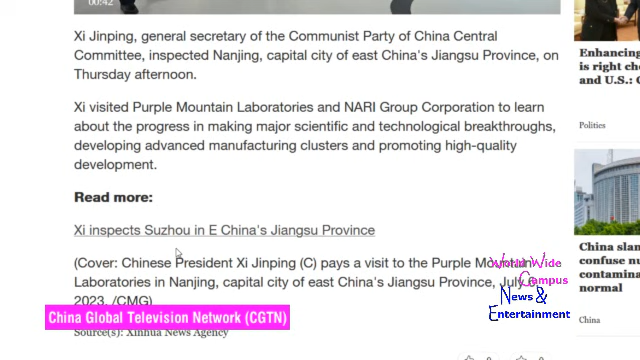 00:42
Xi Jinping, general secretary of the Communist Party of China Central
Committee, inspected Nanjing, capital city of east China's Jiangsu Province, on
Thursday afternoon.
Xi visited Purple Mountain Laboratories and NARI Group Corporation to learn
about the progress in making major scientific and technological breakthroughs,
developing advanced manufacturing clusters and promoting high-quality
development.
Read more:
Xi inspects Suzhou in E China's Jiangsu Province
(Cover: Chinese President Xi Jinping (C) pays a visit to the Purple Mountain
Laboratories in Nanjing, capital city of east China's Jiangsu Province, July
2023. /CMG)
Source(s): Xinhua News Agency
China Global Television Network (CGTN)
World Wide
Campus
News &
Entertainment
Enhancing
is right
and U.S.:
Politics
China
confuse
normal
China